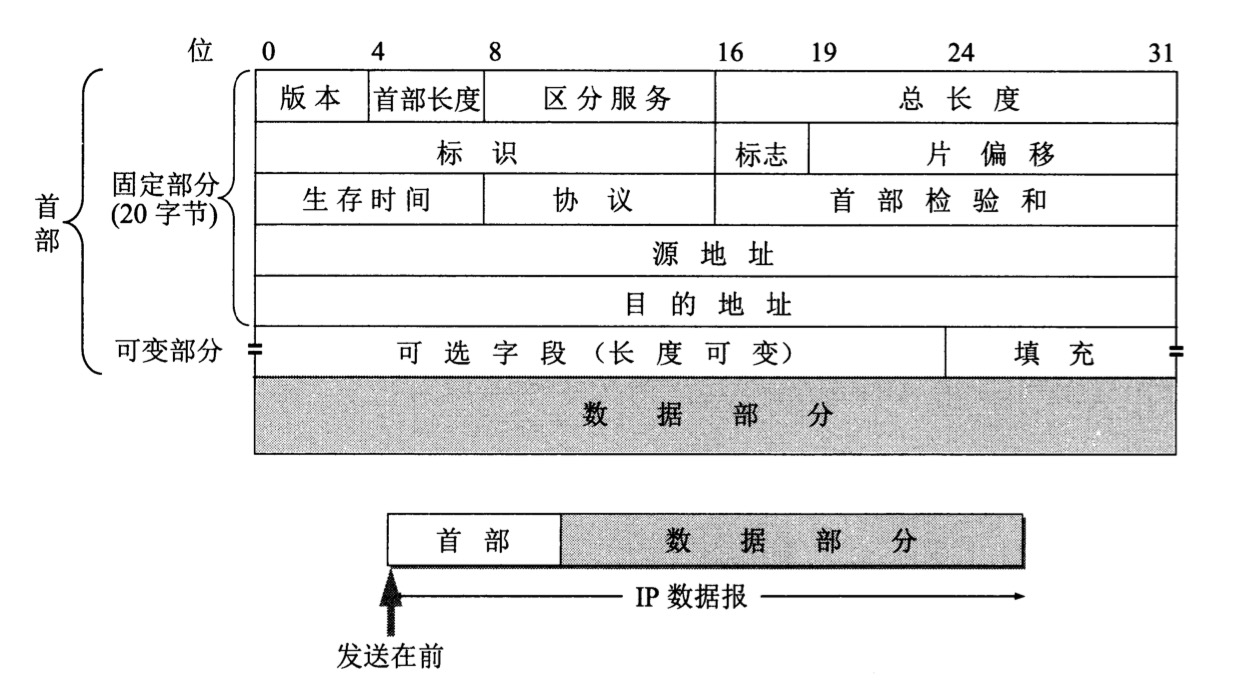 位 0 4 8 16 19 24 31
版本 首部长度 区分服务 总长度
标识 标志 片偏移
首部
固定部分
(20 字节)
生存时间 协议 首部检验和
源地址
目的地址
可变部分 可选字段（长度可变） 填充
数据部分
首部 数据部分
IP 数据报
发送在前